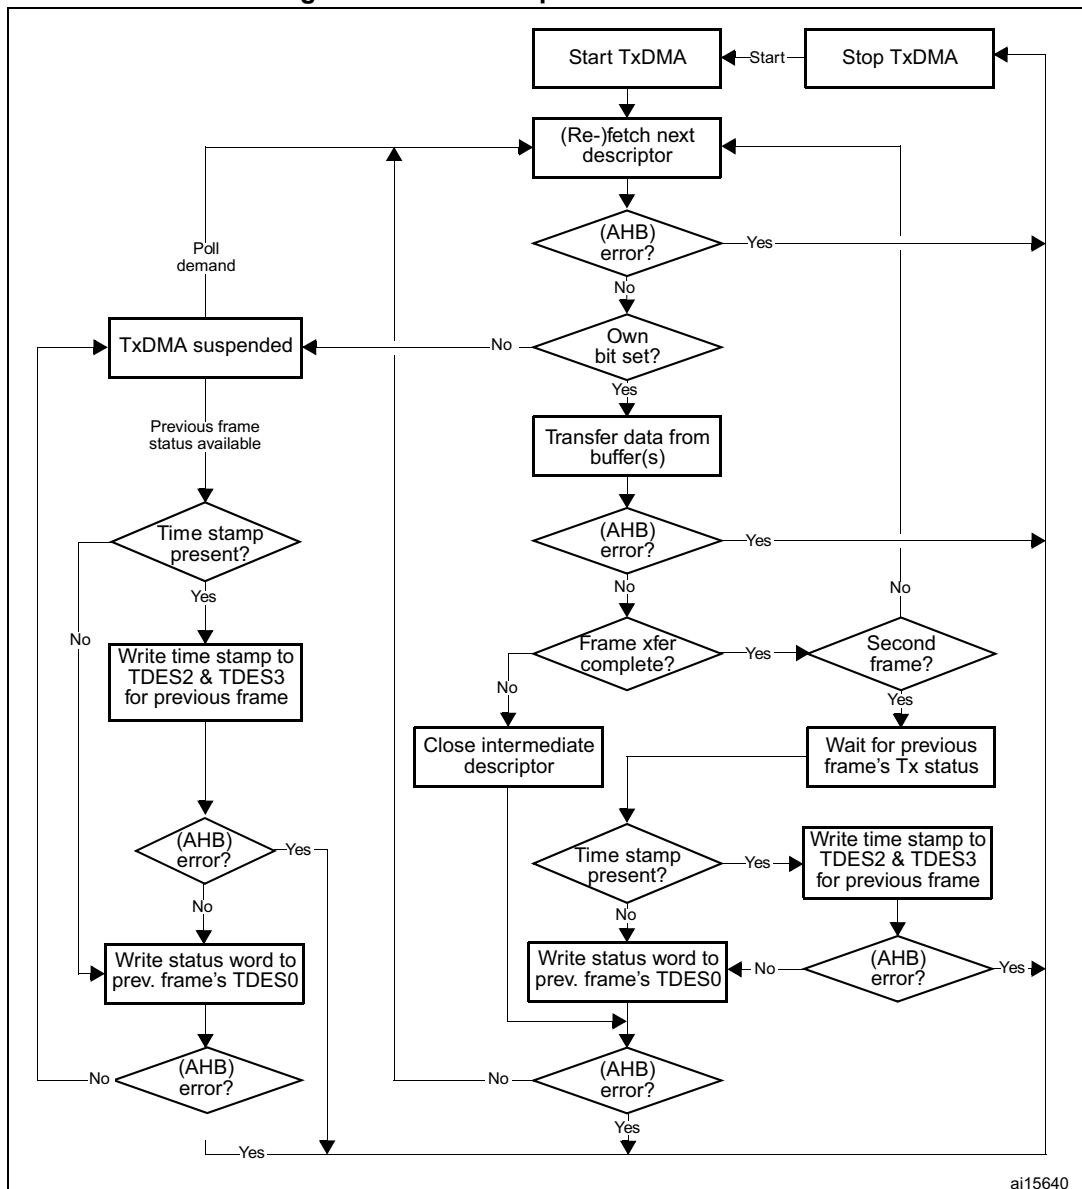 Start TxDMA
Start
Stop TxDMA
(Re-)fetch next
descriptor
(AHB)
error?
Yes
No
Poll
demand
TxDMA suspended
No
Own
bit set?
Yes
Previous frame
status available
Transfer data from
buffer(s)
Time stamp
present?
(AHB)
error?
Yes
No
No
Yes
No
Write time stamp to
TDES2 & TDES3
for previous frame
Frame xfer
complete?
Yes
Second
frame?
No
Yes
Close intermediate
descriptor
Wait for previous
frame's Tx status
(AHB)
error?
Yes
No
Time stamp
present?
Yes
Write time stamp to
TDES2 & TDES3
for previous frame
No
Write status word to
prev. frame's TDES0
Write status word to
prev. frame's TDES0
No
(AHB)
error?
Yes
No
(AHB)
error?
No
(AHB)
error?
Yes
Yes
ai15640